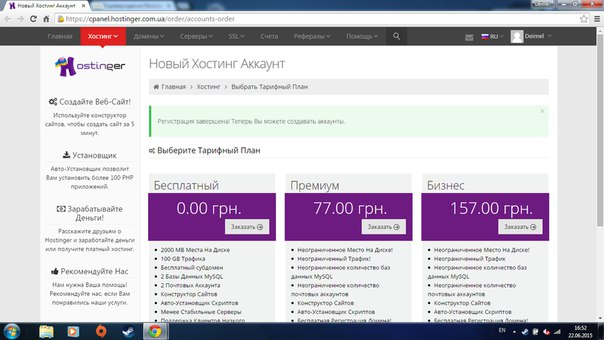 Новый Хостинг Аккаунт
Deimel
https://cpanel.hostinger.com.ua/order/accounts-order
Главная Хостинг Домены Серверы SSL Счета Рефералы Помощь RU Deimel
Hostinger
Новый Хостинг Аккаунт
Главная > Хостинг > Выбрать Тарифный План
Регистрация завершена! Теперь Вы можете создавать аккаунты.
Выберите Тарифный План
Создайте Веб-Сайт!
Используйте конструктор
сайтов, чтобы создать сайт за 5
минут.
Установщик
Авто-Установщик позволит
Вам установить более 100 PHP
приложений.
Зарабатывайте
Деньги!
Расскажите друзьям о
Hostinger и заработайте деньги
или получите платный хостинг.
Рекомендуйте Нас
Нам нужна Ваша помощь!
Рекомендуйте нас, если Вам
понравились наши услуги.
Бесплатный
0.00 грн.
Заказать
2000 MB Места На Диске
100 GB Трафика
Бесплатный субдомен
2 Базы Данных MySQL
2 Почтовых Аккаунта
Конструктор Сайтов
Авто-Установщик Скриптов
Менее Стабильные Серверы
Поддержка Клиентов Низкого
Премиум
77.00 грн.
Заказать
Неограниченное Место На Диске!
Неограниченный Трафик
Неограниченное количество баз
данных MySQL
Неограниченное количество
почтовых аккаунтов
Конструктор Сайтов
Авто-Установщик Скриптов
Бесплатная Регистрация Домена!
Бизнес
157.00 грн.
Заказать
Неограниченное Место На Диске!
Неограниченный Трафик
Неограниченное количество баз
данных MySQL
Неограниченное количество
почтовых аккаунтов
Конструктор Сайтов
Авто-Установщик Скриптов
Бесплатная Регистрация Домена!
EN
16:52
22.06.2015